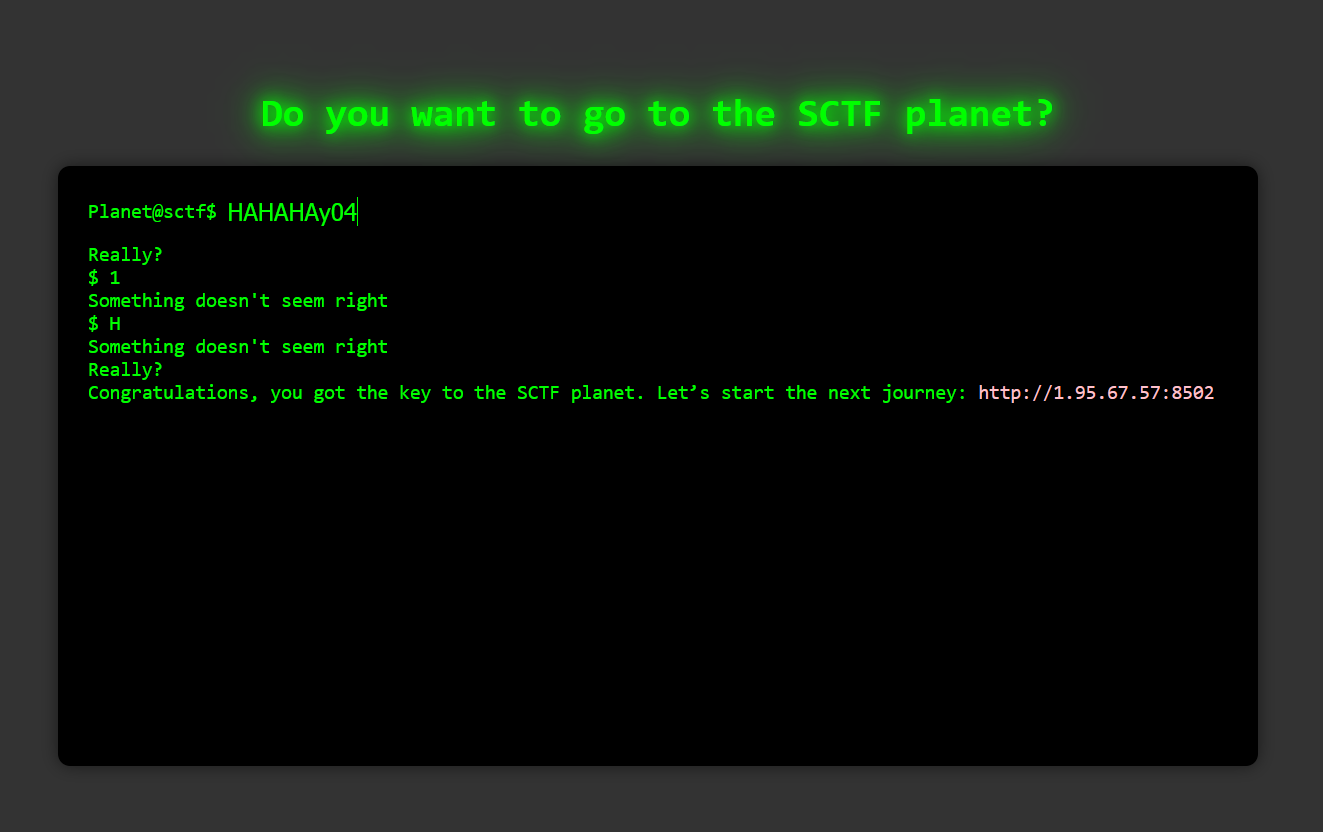 Do you want to go to the SCTF planet?
Planet@sctf$ HAHAHAy04
Really?
$ 1
Something doesn't seem right
$ H
Something doesn't seem right
Really?
Congratulations, you got the key to the SCTF planet. Let’s start the next journey: http://1.95.67.57:8502